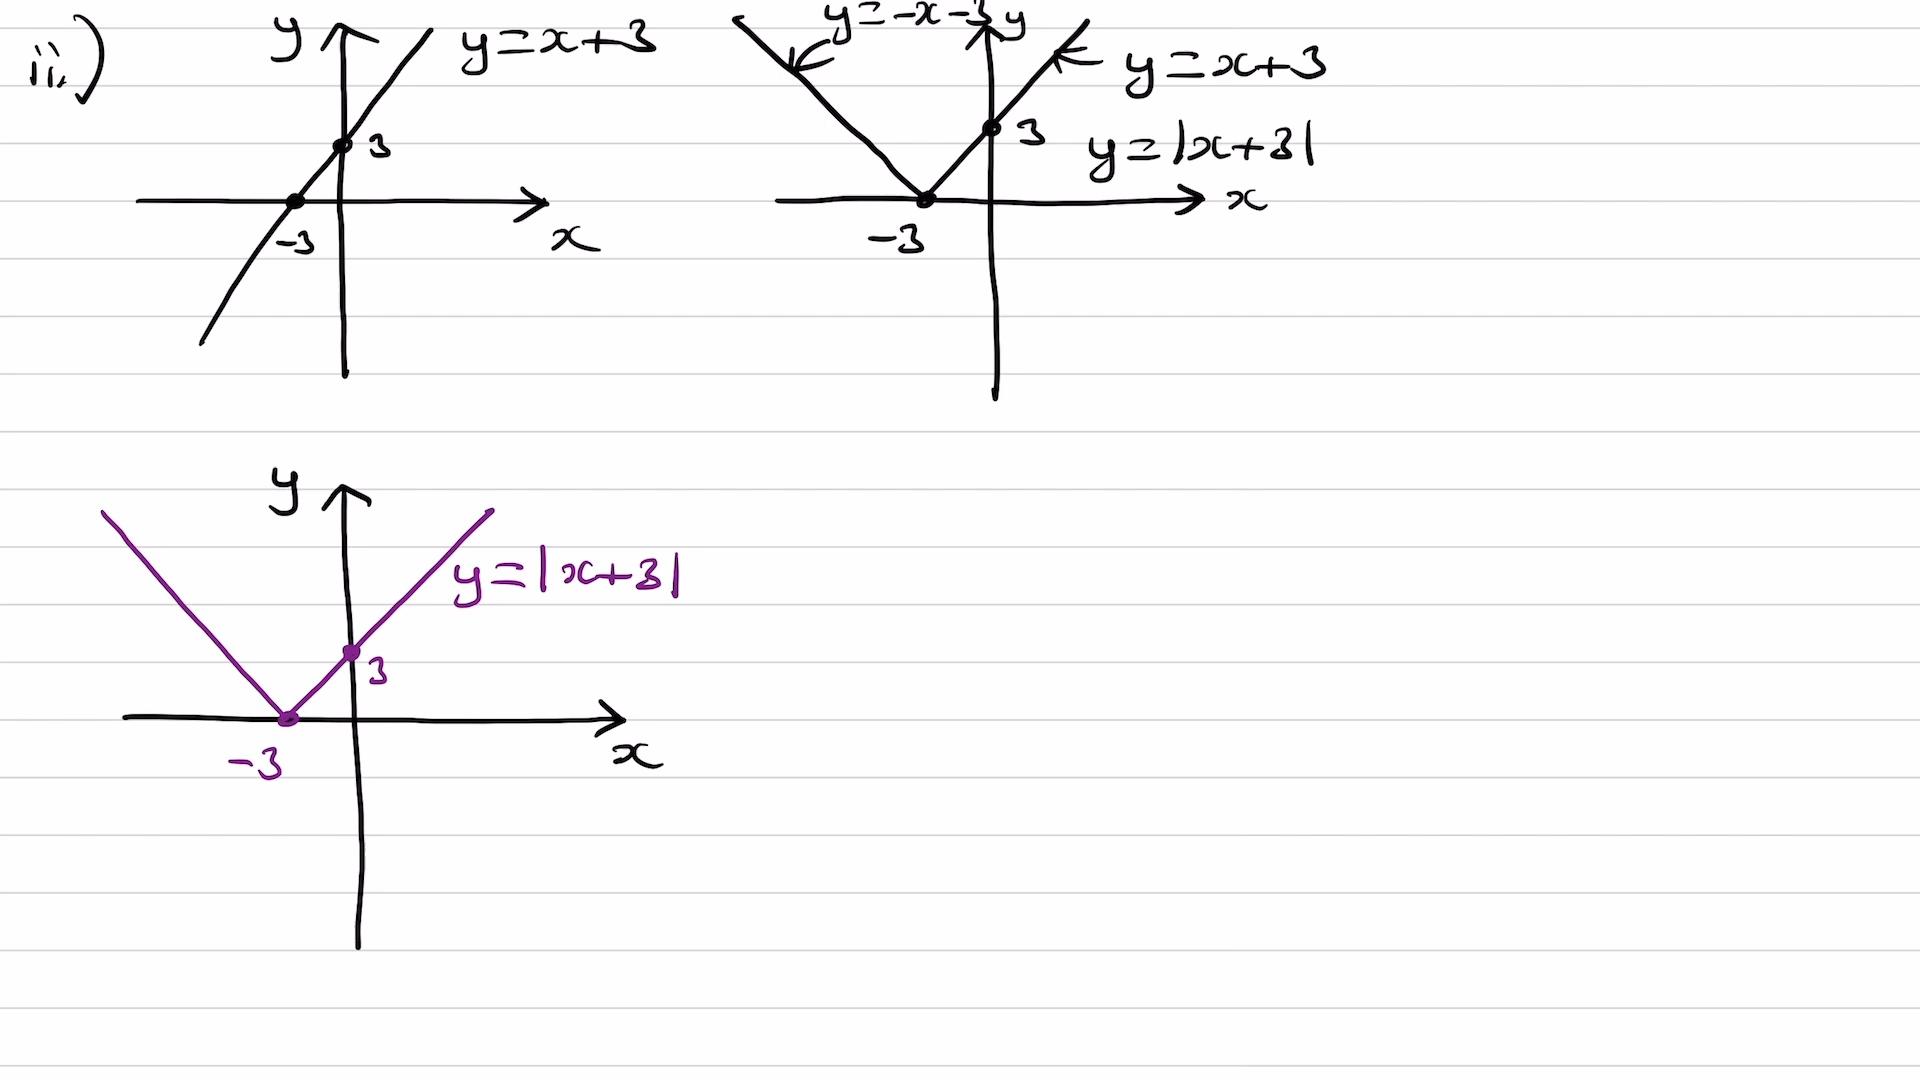 ii.)
y
y=x+3
3
-3
x
y=-x-3
y
y=x+3
3
y=|x+3|
x
-3
y
y=|x+3|
3
-3
x